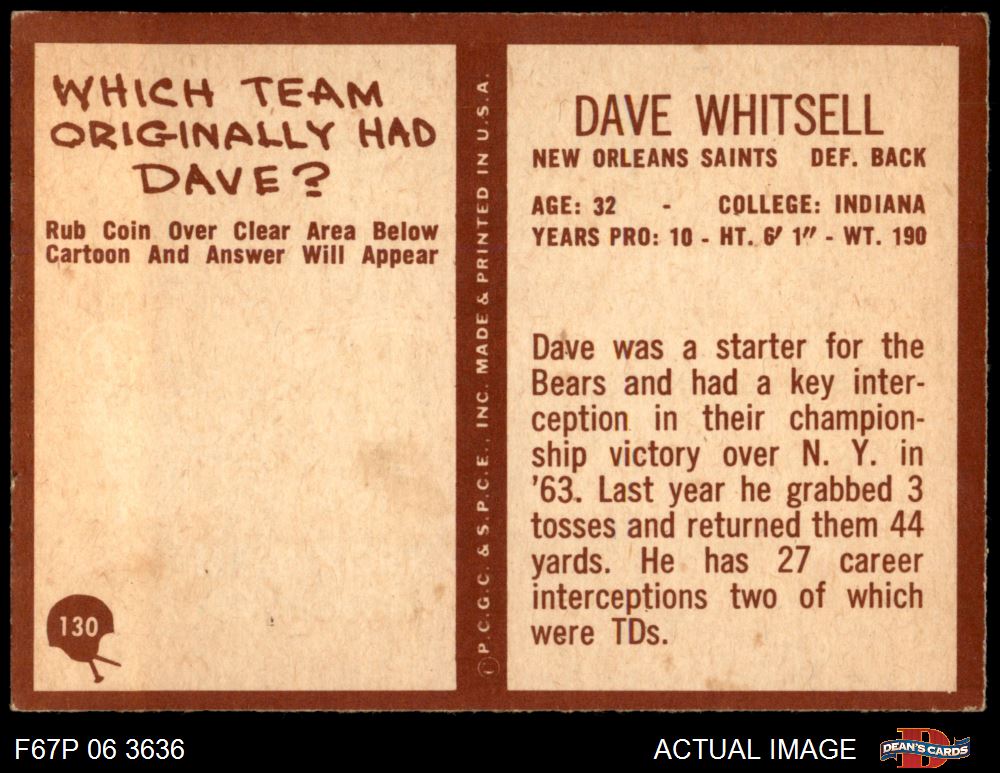 WHICH TEAM
ORIGINALLY HAD
DAVE?
Rub Coin Over Clear Area Below
Cartoon And Answer Will Appear
130
©P.C.G.C. & S.P.C.E., INC. MADE & PRINTED IN U.S.A.
DAVE WHITSELL
NEW ORLEANS SAINTS DEF. BACK
AGE: 32 - COLLEGE: INDIANA
YEARS PRO: 10 - HT. 6' 1" - WT. 190
Dave was a starter for the
Bears and had a key inter-
ception in their champion-
ship victory over N. Y. in
'63. Last year he grabbed 3
tosses and returned them 44
yards. He has 27 career
interceptions two of which
were TDs.
F67P 06 3636
ACTUAL IMAGE
DEAN'S CARDS